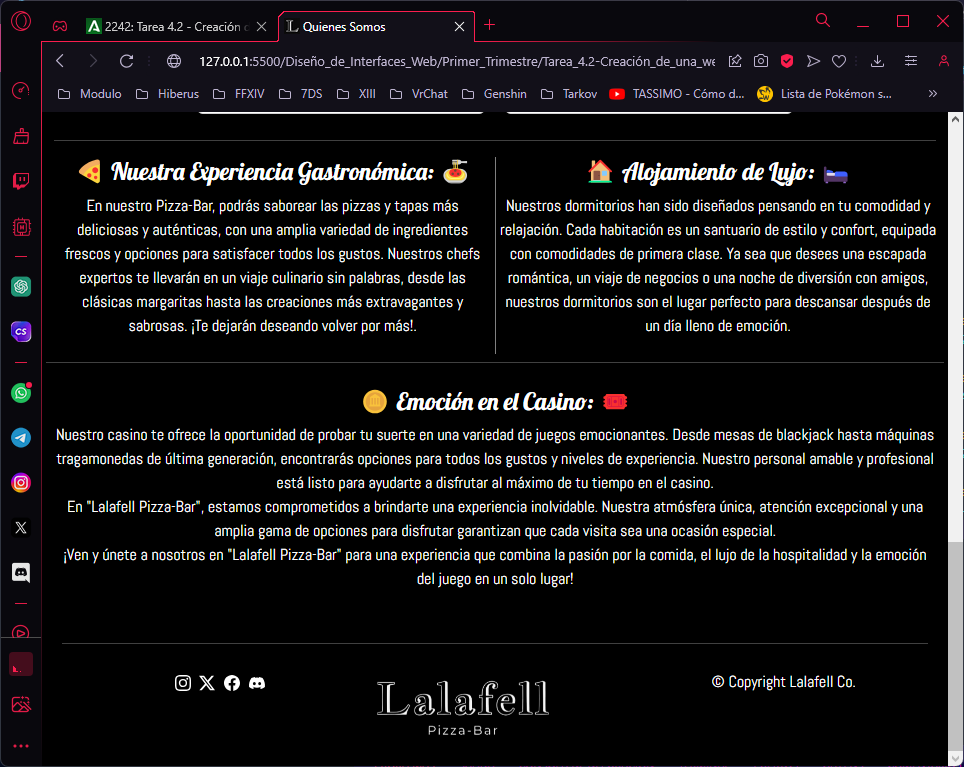 2242: Tarea 4.2 - Creación
Quienes Somos
127.0.0.1:5500/Diseño_de_Interfaces_Web/Primer_Trimestre/Tarea_4.2-Creación_de_una_we
Modulo
Hiberus
FFXIV
7DS
XIII
VrChat
Genshin
Tarkov
TASSIMO - Cómo d...
Lista de Pokémon s...
»
Nuestra Experiencia Gastronómica:
En nuestro Pizza-Bar, podrás saborear las pizzas y tapas más
deliciosas y auténticas, con una amplia variedad de ingredientes
frescos y opciones para satisfacer todos los gustos. Nuestros chefs
expertos te llevarán en un viaje culinario sin palabras, desde las
clásicas margaritas hasta las creaciones más extravagantes y
sabrosas. ¡Te dejarán deseando volver por más!.
Alojamiento de Lujo:
Nuestros dormitorios han sido diseñados pensando en tu comodidad y
relajación. Cada habitación es un santuario de estilo y confort, equipada
con comodidades de primera clase. Ya sea que desees una escapada
romántica, un viaje de negocios o una noche de diversión con amigos,
nuestros dormitorios son el lugar perfecto para descansar después de
un día lleno de emoción.
Emoción en el Casino:
Nuestro casino te ofrece la oportunidad de probar tu suerte en una variedad de juegos emocionantes. Desde mesas de blackjack hasta máquinas
tragamonedas de última generación, encontrarás opciones para todos los gustos y niveles de experiencia. Nuestro personal amable y profesional
está listo para ayudarte a disfrutar al máximo de tu tiempo en el casino.
En "Lalafell Pizza-Bar", estamos comprometidos a brindarte una experiencia inolvidable. Nuestra atmósfera única, atención excepcional y una
amplia gama de opciones para disfrutar garantizan que cada visita sea una ocasión especial.
¡Ven y únete a nosotros en "Lalafell Pizza-Bar" para una experiencia que combina la pasión por la comida, el lujo de la hospitalidad y la emoción
del juego en un solo lugar!
Lalafell
Pizza-Bar
© Copyright Lalafell Co.